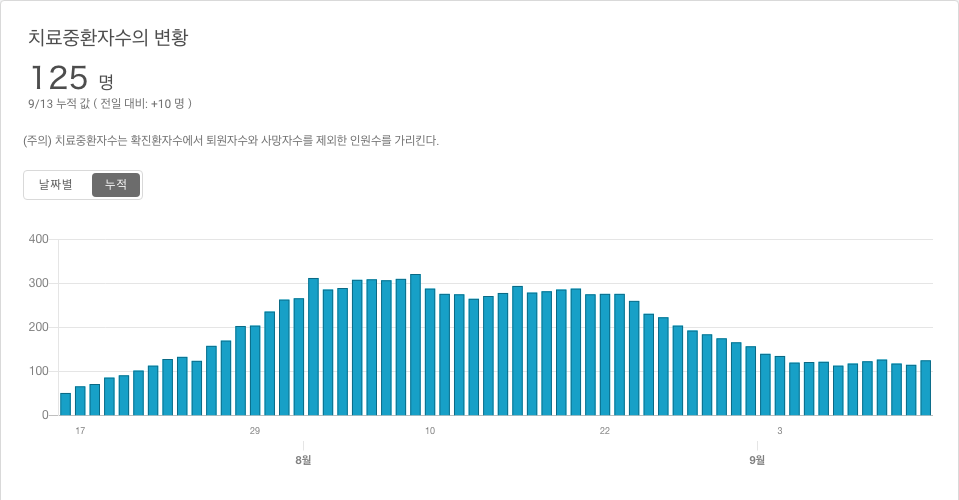 치료중환자수의 변황
125 명
9/13 누적 값 ( 전일 대비: +10 명 )
(주의) 치료중환자수는 확진환자수에서 퇴원자수와 사망자수를 제외한 인원수를 가리킨다.
날짜별 누적
400
300
200
100
0
17 29 10 22 3
8월 9월